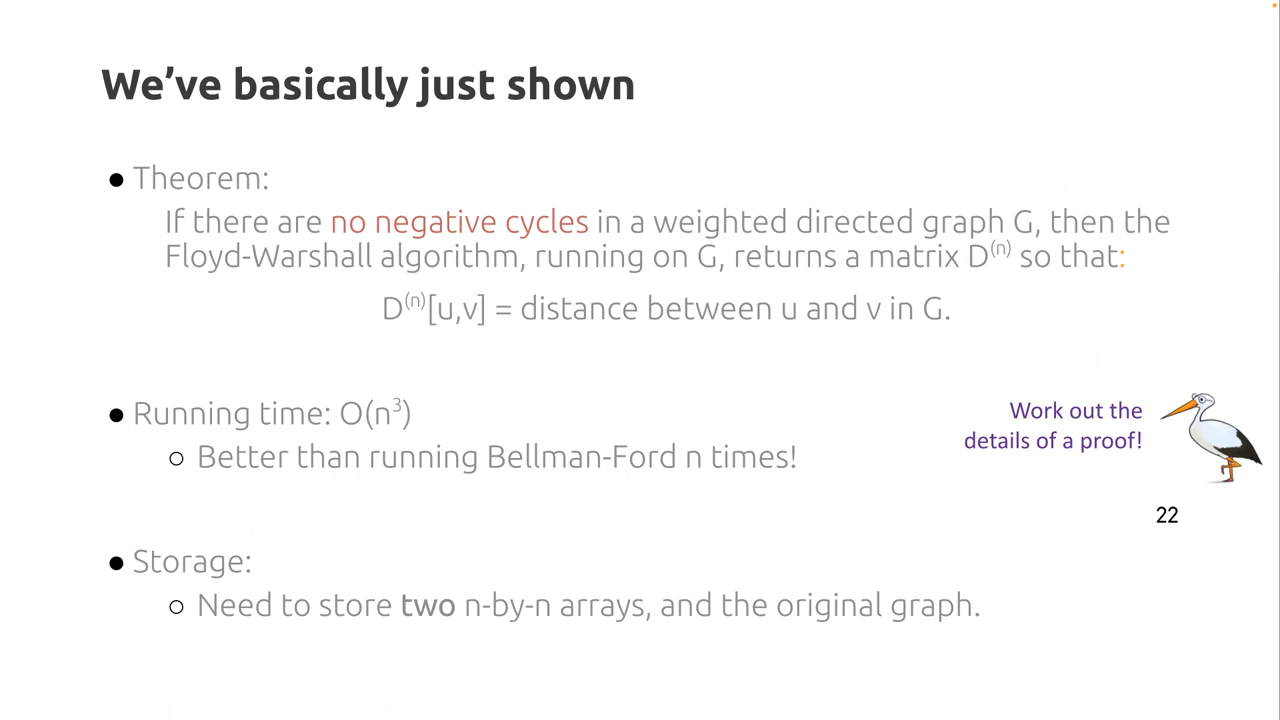 We’ve basically just shown
● Theorem:
If there are no negative cycles in a weighted directed graph G, then the
Floyd-Warshall algorithm, running on G, returns a matrix D⁽ⁿ⁾ so that:
D⁽ⁿ⁾[u,v] = distance between u and v in G.
● Running time: O(n³)
○ Better than running Bellman-Ford n times!
Work out the
details of a proof!
22
● Storage:
○ Need to store two n-by-n arrays, and the original graph.